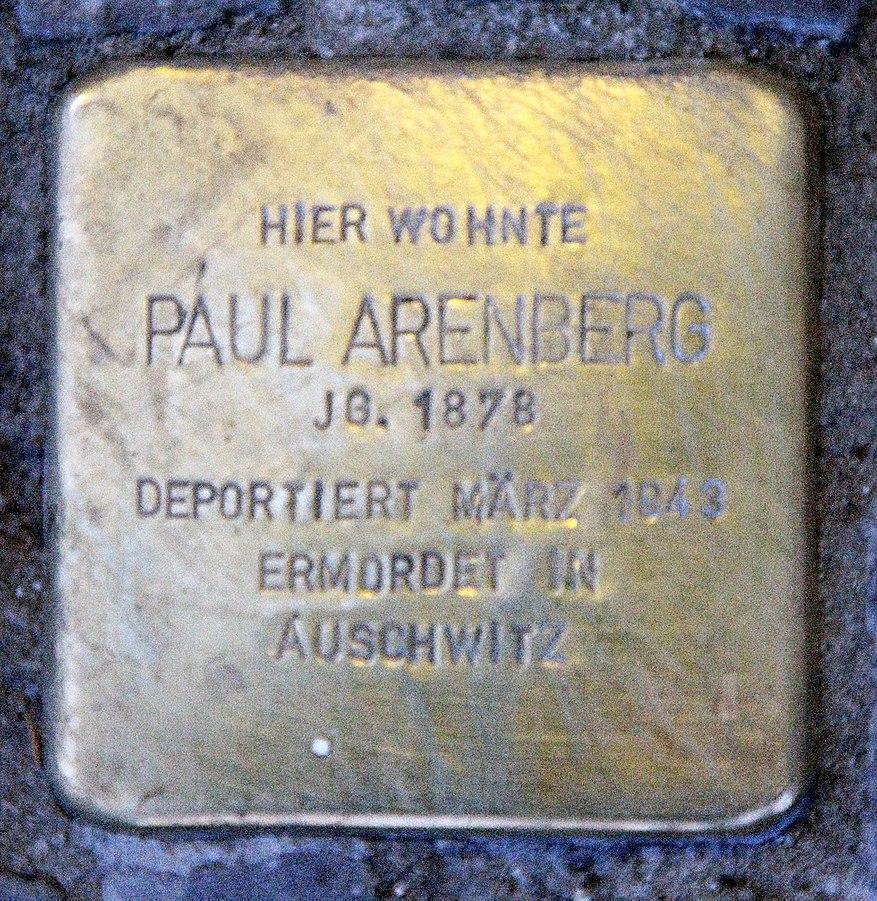 HIER WOHNTE
PAUL ARENBERG
JG. 1878
DEPORTIERT MÄRZ 1943
ERMORDET IN
AUSCHWITZ